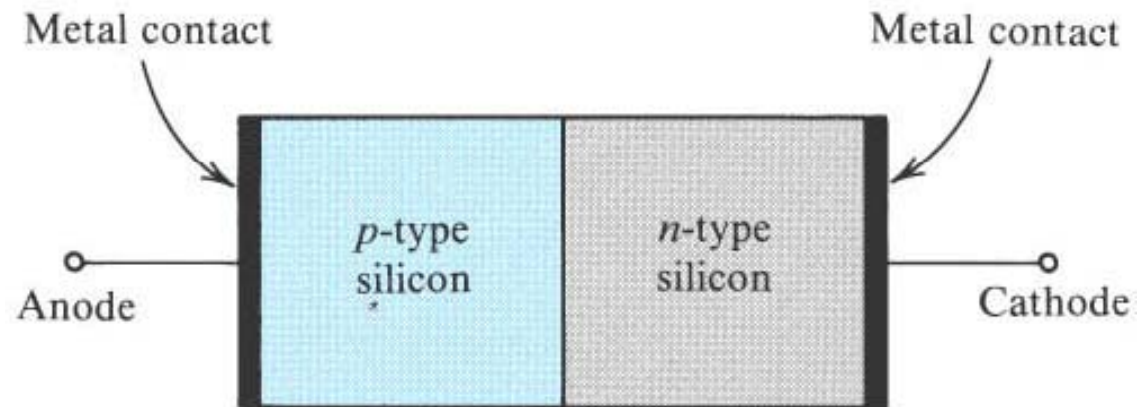 Metal contact
Metal contact
p-type
silicon
n-type
silicon
Anode
Cathode